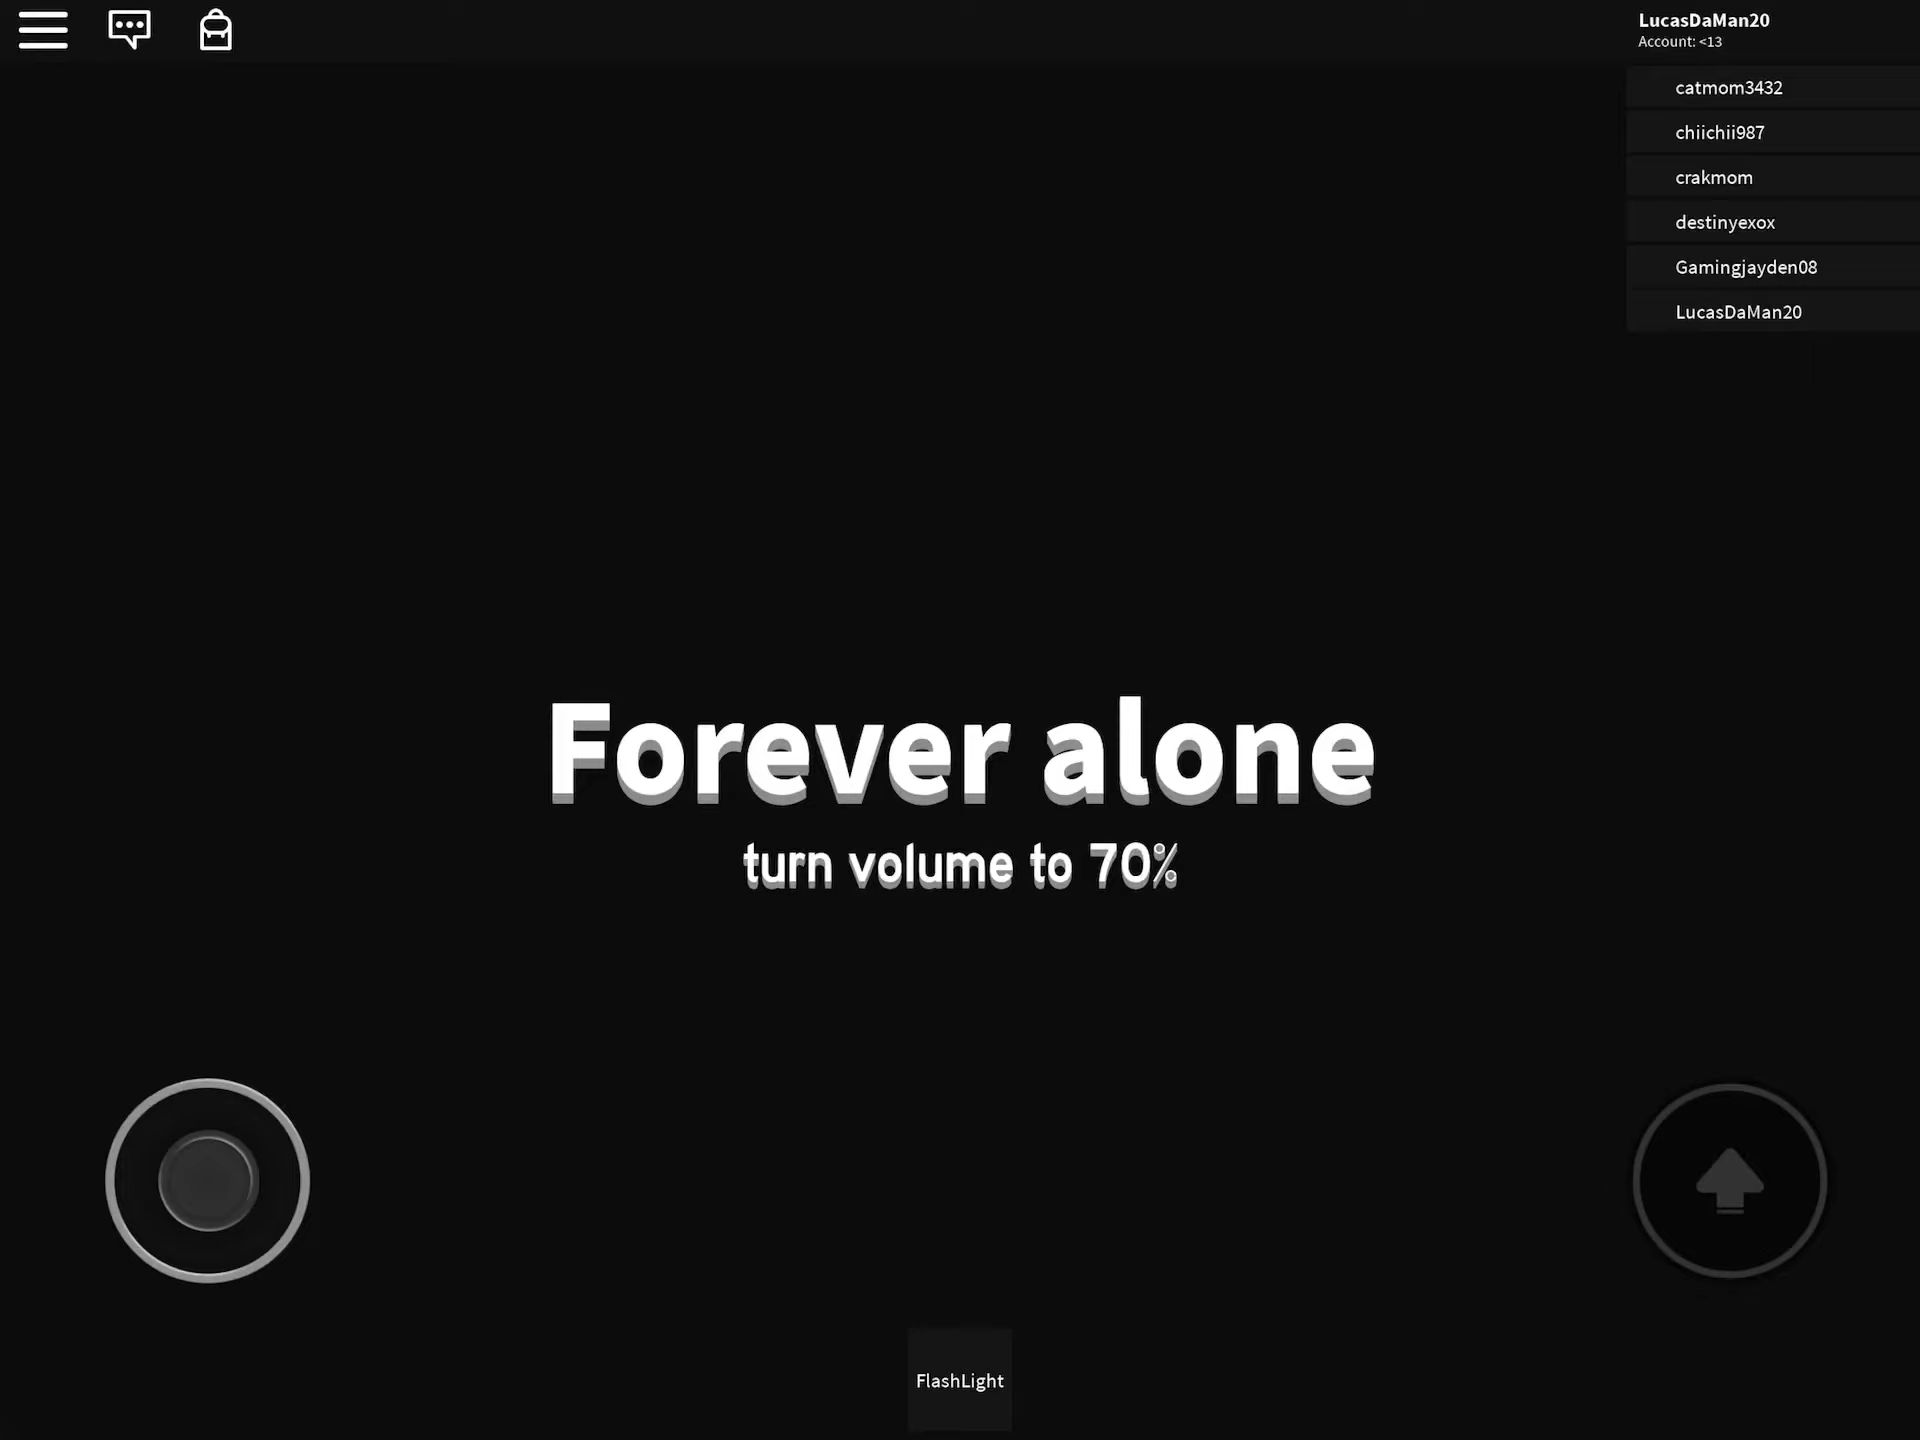 LucasDaMan20
Account: <13
catmom3432
chiichii987
crakmom
destinyexox
Gamingjayden08
LucasDaMan20
Forever alone
turn volume to 70%
FlashLight